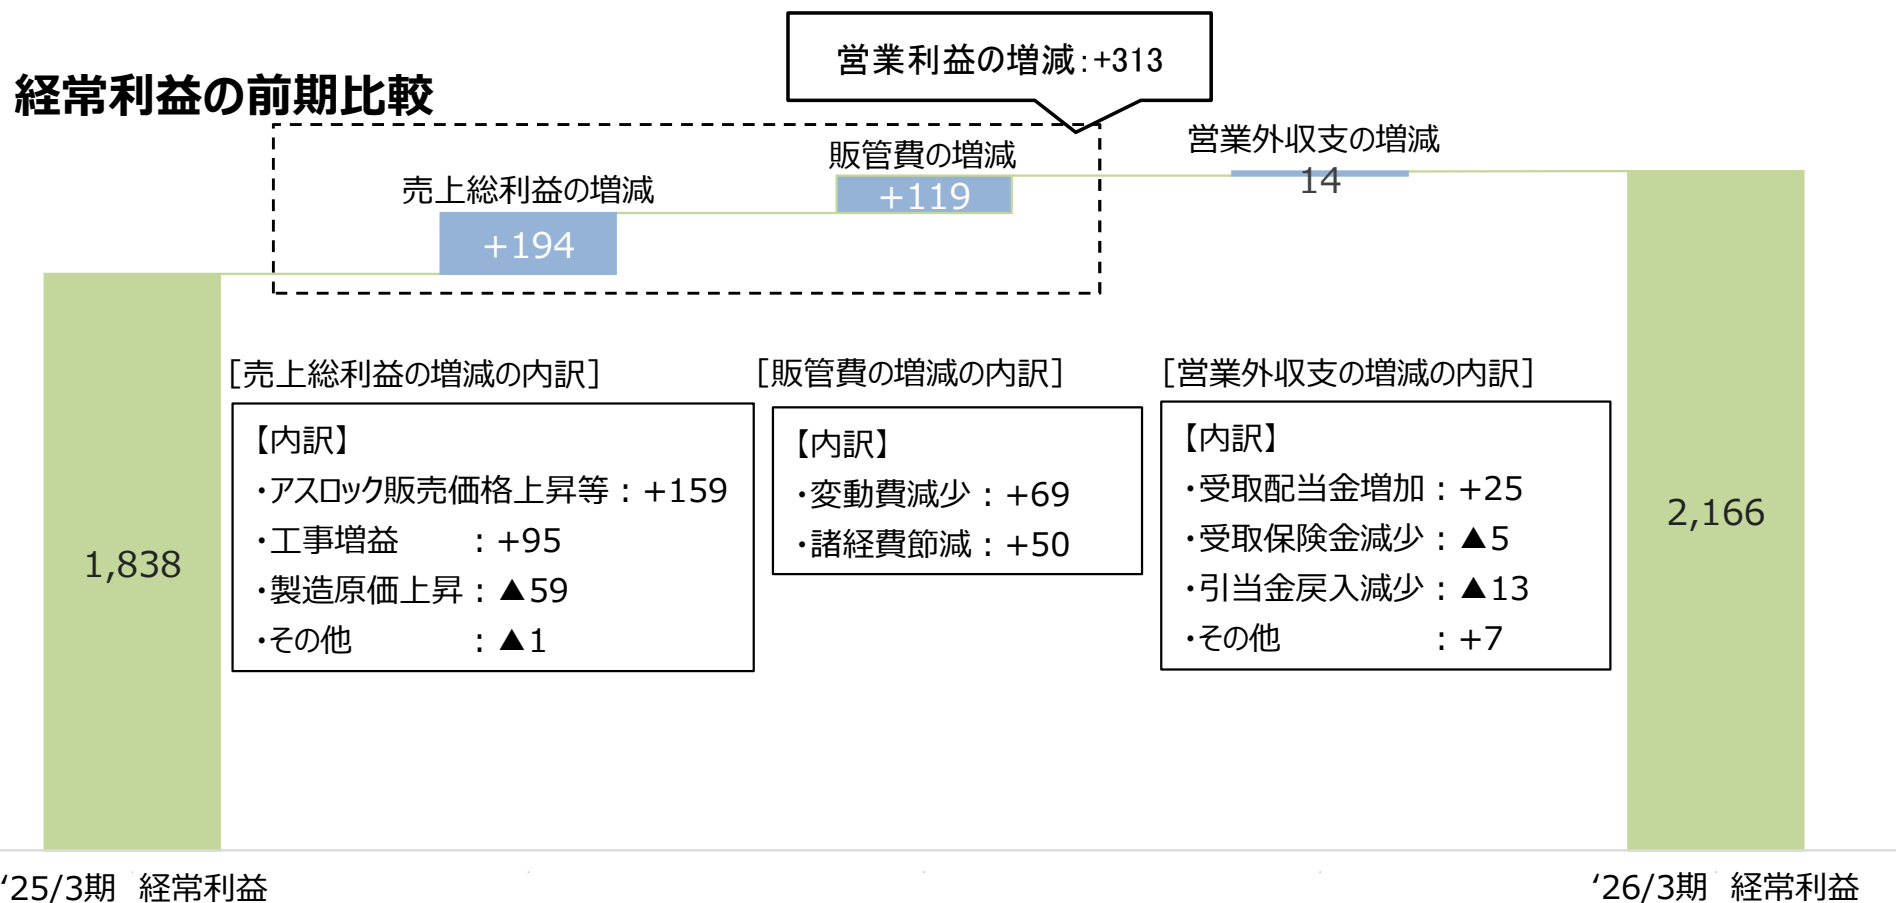 営業利益の増減:+313
経常利益の前期比較
売上総利益の増減
販管費の増減
営業外収支の増減
+194
+119
14
[売上総利益の増減の内訳]
【内訳】
・アスロック販売価格上昇等：+159
・工事増益　　：+95
・製造原価上昇：▲59
・その他　　　：▲1
[販管費の増減の内訳]
【内訳】
・変動費減少：+69
・諸経費節減：+50
[営業外収支の増減の内訳]
【内訳】
・受取配当金増加：+25
・受取保険金減少：▲5
・引当金戻入減少：▲13
・その他　　　　：+7
1,838
2,166
‘25/3期　経常利益
‘26/3期　経常利益